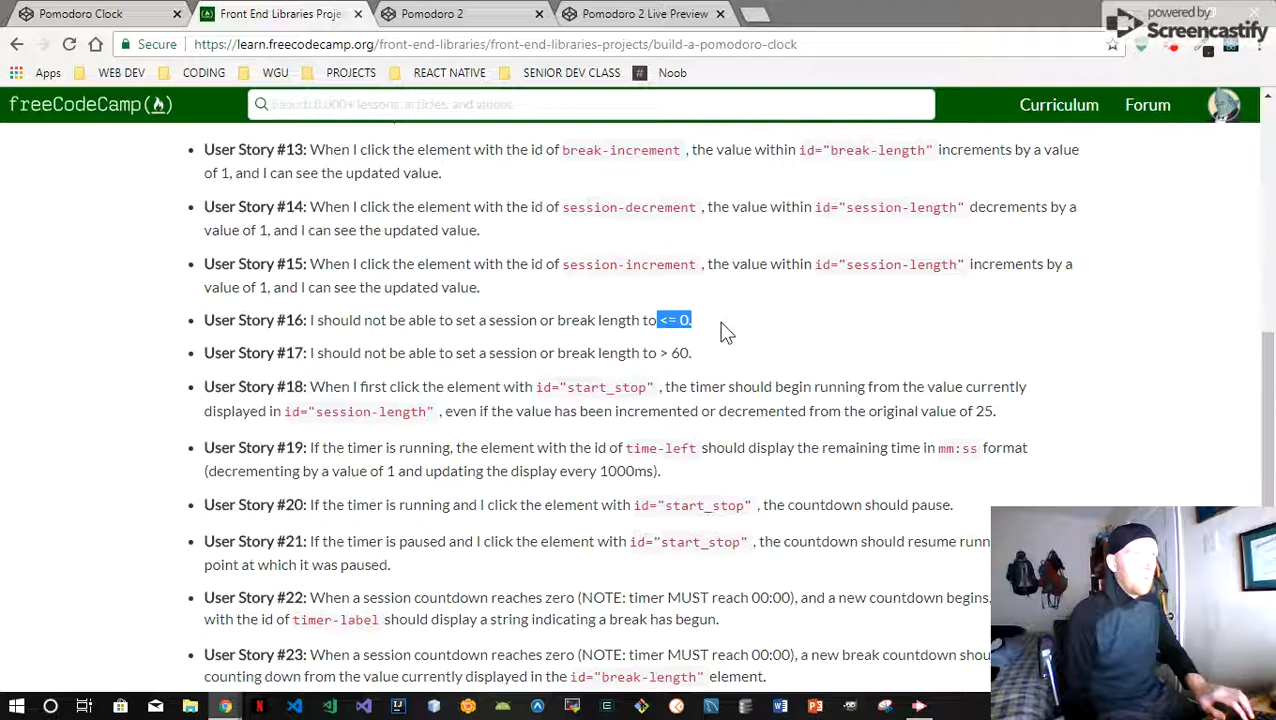 Pomodoro Clock
Front End Libraries Proje
Pomodoro 2
Pomodoro 2 Live Preview
powered by
Screencastify
Secure
https://learn.freecodecamp.org/front-end-libraries/front-end-libraries-projects/build-a-pomodoro-clock
Apps WEB DEV CODING WGU PROJECTS REACT NATIVE SENIOR DEV CLASS # Noob
freeCodeCamp
Search 8,000+ lessons, articles, and videos
Curriculum Forum
User Story #13: When I click the element with the id of break-increment , the value within id="break-length" increments by a value
of 1, and I can see the updated value.
User Story #14: When I click the element with the id of session-decrement , the value within id="session-length" decrements by a
value of 1, and I can see the updated value.
User Story #15: When I click the element with the id of session-increment , the value within id="session-length" increments by a
value of 1, and I can see the updated value.
User Story #16: I should not be able to set a session or break length to <= 0.
User Story #17: I should not be able to set a session or break length to > 60.
User Story #18: When I first click the element with id="start_stop" , the timer should begin running from the value currently
displayed in id="session-length" , even if the value has been incremented or decremented from the original value of 25.
User Story #19: If the timer is running, the element with the id of time-left should display the remaining time in mm:ss format
(decrementing by a value of 1 and updating the display every 1000ms).
User Story #20: If the timer is running and I click the element with id="start_stop" , the countdown should pause.
User Story #21: If the timer is paused and I click the element with id="start_stop" , the countdown should resume runn
point at which it was paused.
User Story #22: When a session countdown reaches zero (NOTE: timer MUST reach 00:00), and a new countdown begins,
with the id of timer-label should display a string indicating a break has begun.
User Story #23: When a session countdown reaches zero (NOTE: timer MUST reach 00:00), a new break countdown shou
counting down from the value currently displayed in the id="break-length" element.